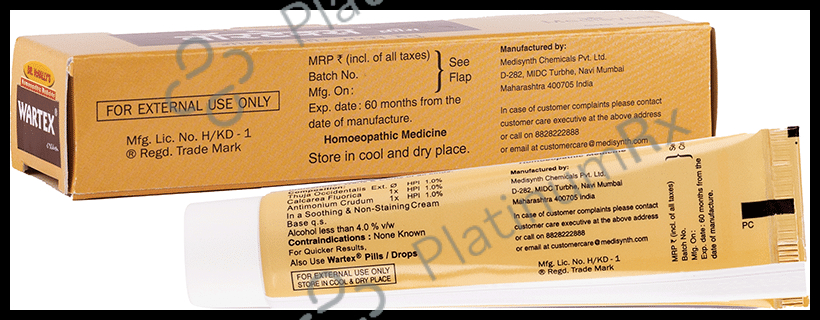 WARTEX®
FOR EXTERNAL USE ONLY
Mfg. Lic. No. H/KD - 1
® Regd. Trade Mark
MRP ₹ (incl. of all taxes)
Batch No.
Mfg. On:
See
Flap
Exp. date: 60 months from the
date of manufacture.
Homoeopathic Medicine
Store in cool and dry place.
Manufactured by:
Medisynth Chemicals Pvt. Ltd.
D-282, MIDC Turbhe, Navi Mumbai
Maharashtra 400705 India
In case of customer complaints please contact
customer care executive at the above address
or call on 8828222888
or email at customercare@medisynth.com
Composition:
Thuja Occidentalis Ext. Ø HPI 1.0%
Calcarea Fluorica 1x HPI 1.0%
Antimonium Crudum 1x HPI 1.0%
In a Soothing & Non-Staining Cream
Base q.s.
Alcohol less than 4.0 % v/w
Contraindications : None Known
For Quicker Results,
Also Use Wartex® Pills / Drops
FOR EXTERNAL USE ONLY
STORE IN COOL & DRY PLACE
Manufactured by:
Medisynth Chemicals Pvt. Ltd.
D-282, MIDC Turbhe, Navi Mumbai
Maharashtra 400705 India
In case of customer complaints please contact
customer care executive at the above address
or call on 8828222888
or email at customercare@medisynth.com
Mfg. Lic. No. H/KD - 1
® Regd. Trade Mark
MRP ₹ (incl. of all taxes)
Batch No.
Mfg. On:
Exp. date: 60 months from the
date of manufacture.
PC
PlatinumRx